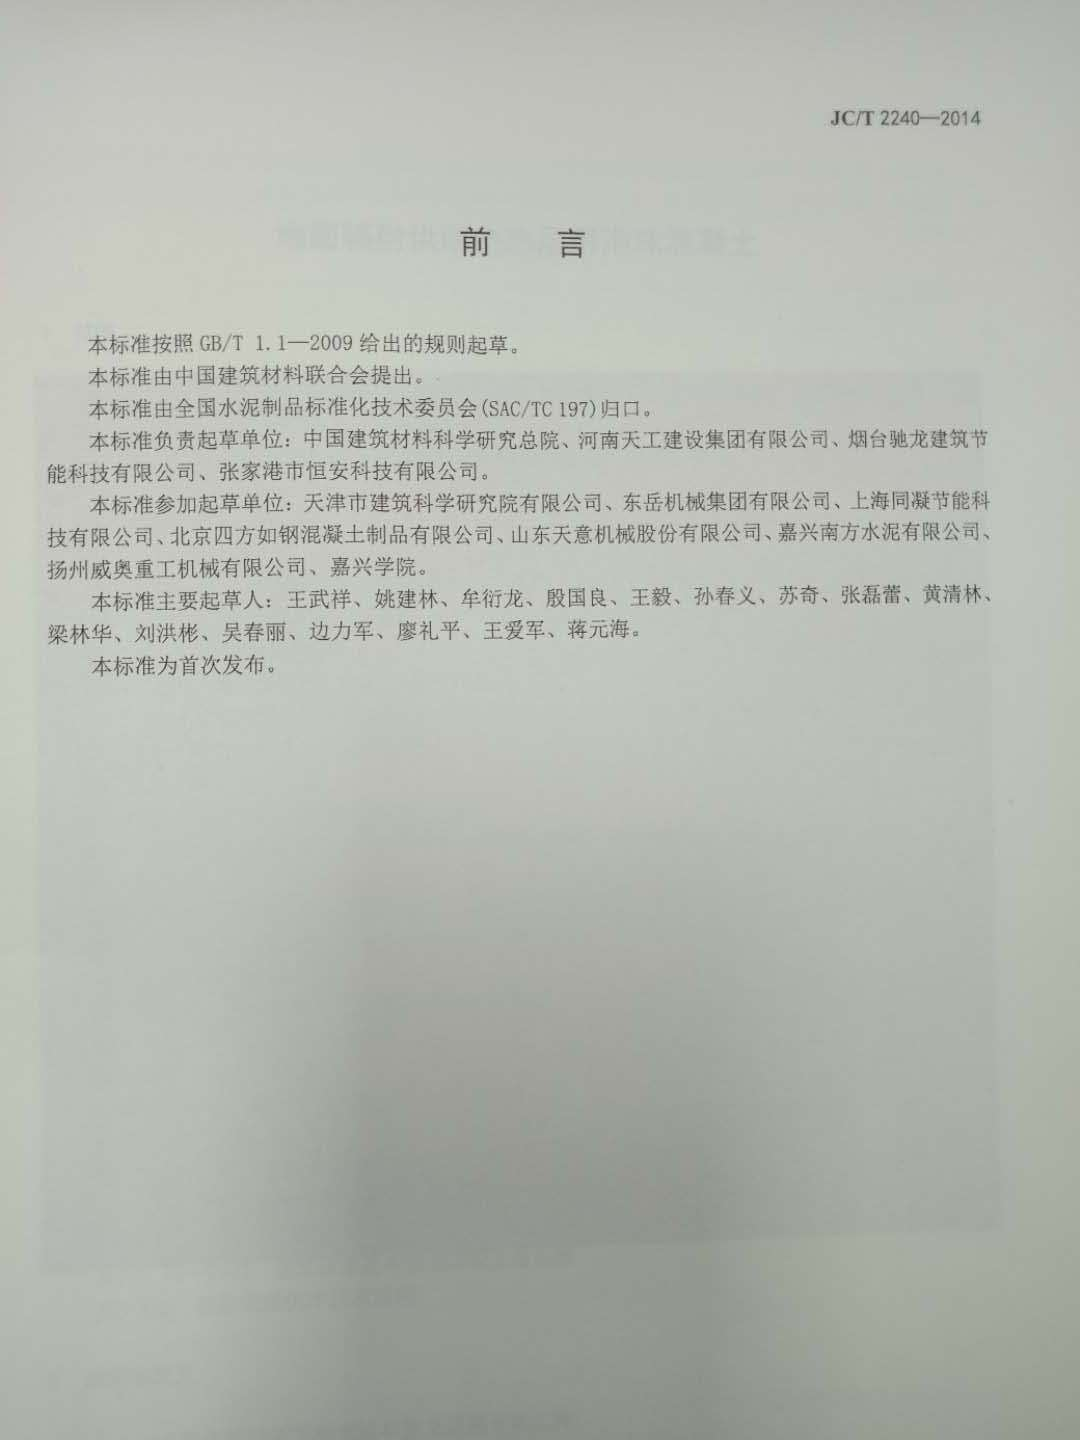 JC/T 2240—2014
前 言
本标准按照 GB/T 1.1—2009 给出的规则起草。
本标准由中国建筑材料联合会提出。
本标准由全国水泥制品标准化技术委员会(SAC/TC 197)归口。
本标准负责起草单位：中国建筑材料科学研究总院、河南天工建设集团有限公司、烟台驰龙建筑节
能科技有限公司、张家港市恒安科技有限公司。
本标准参加起草单位：天津市建筑科学研究院有限公司、东岳机械集团有限公司、上海同凝节能科
技有限公司、北京四方如钢混凝土制品有限公司、山东天意机械股份有限公司、嘉兴南方水泥有限公司、
扬州威奥重工机械有限公司、嘉兴学院。
本标准主要起草人：王武祥、姚建林、牟衍龙、殷国良、王毅、孙春义、苏奇、张磊蕾、黄清林、
梁林华、刘洪彬、吴春丽、边力军、廖礼平、王爱军、蒋元海。
本标准为首次发布。